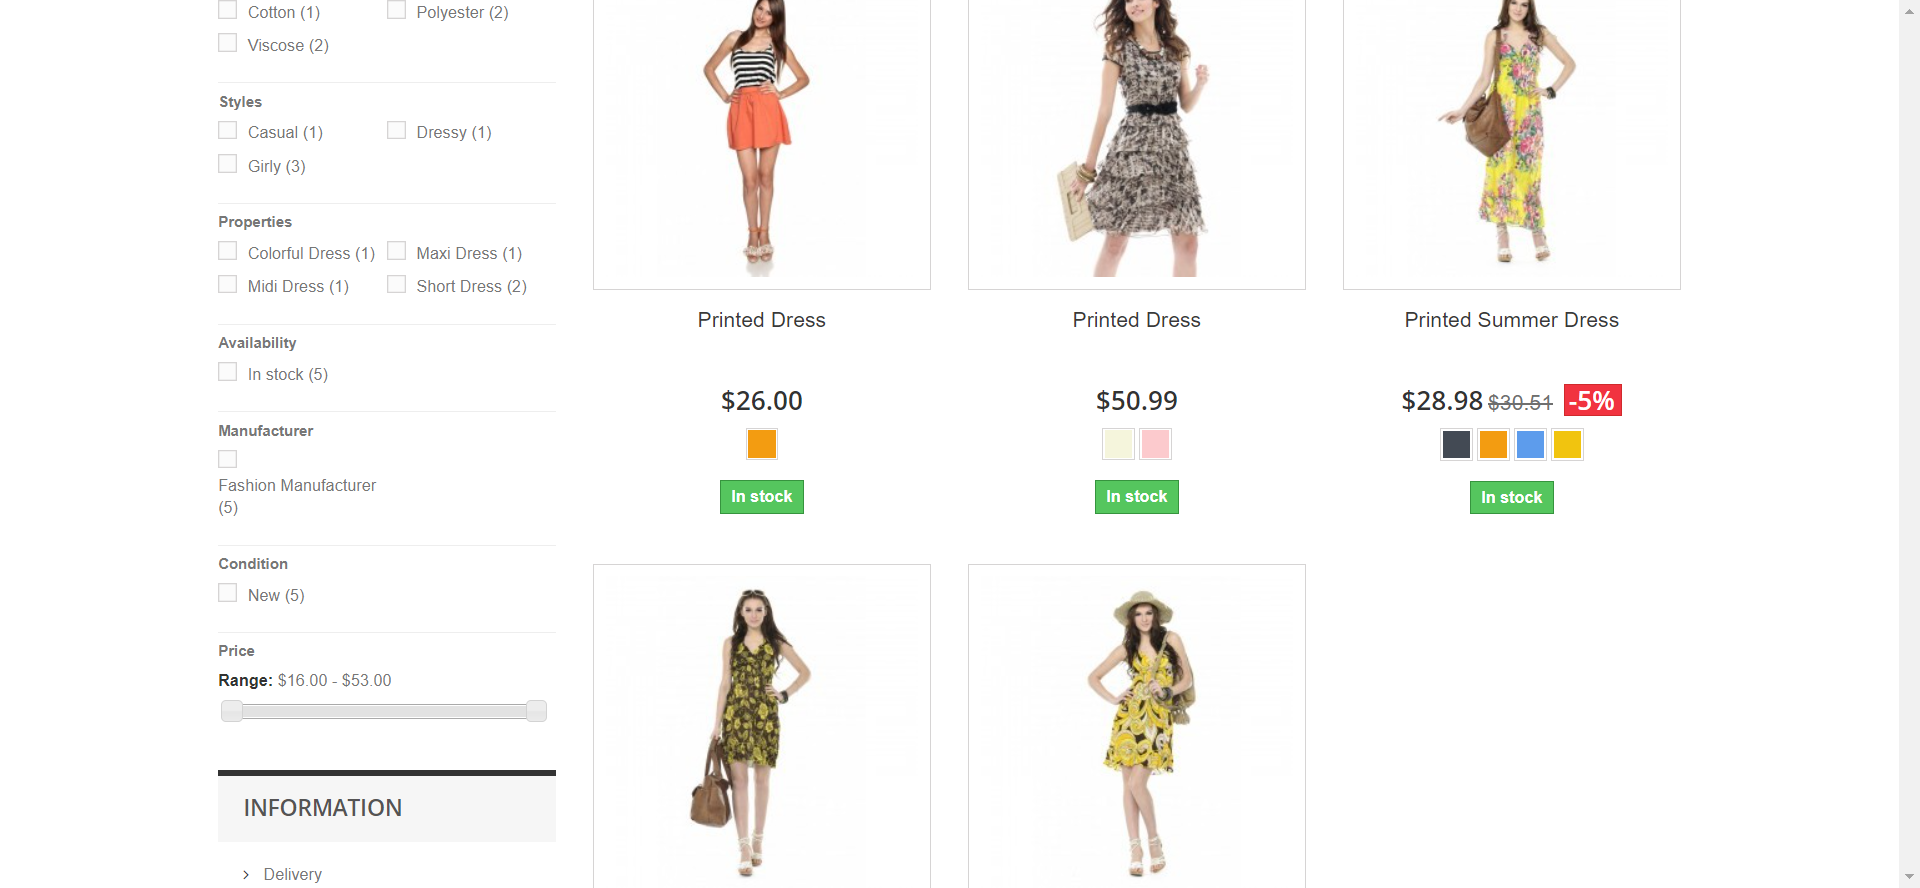 Cotton (1)
Polyester (2)
Viscose (2)
Styles
Casual (1)
Dressy (1)
Girly (3)
Properties
Colorful Dress (1)
Maxi Dress (1)
Midi Dress (1)
Short Dress (2)
Availability
In stock (5)
Manufacturer
Fashion Manufacturer
(5)
Condition
New (5)
Price
Range: $16.00 - $53.00
INFORMATION
Delivery
Printed Dress
$26.00
In stock
Printed Dress
$50.99
In stock
Printed Summer Dress
$28.98 $30.51 -5%
In stock